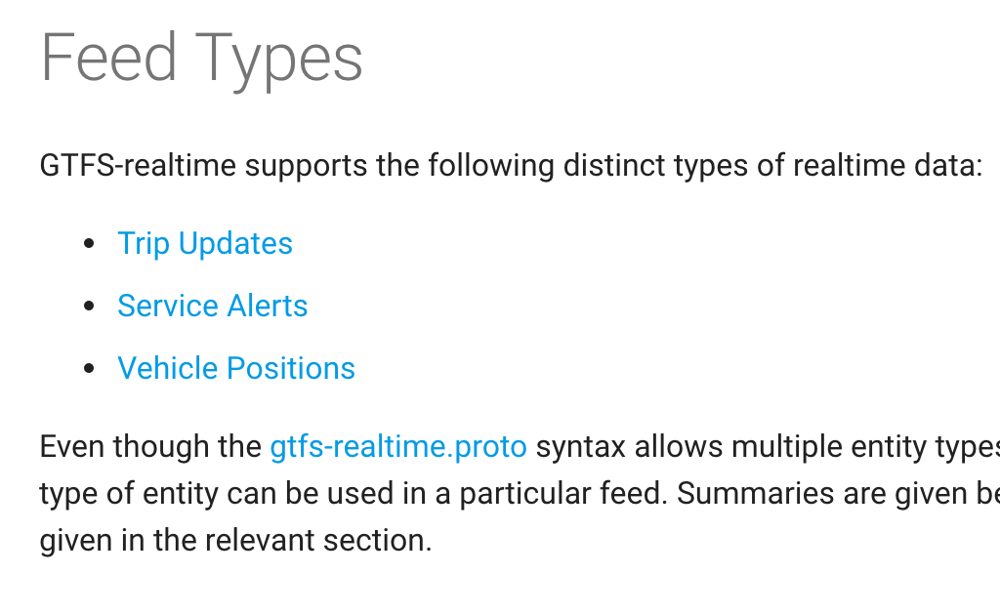 Feed Types
GTFS-realtime supports the following distinct types of realtime data:
• Trip Updates
• Service Alerts
• Vehicle Positions
Even though the gtfs-realtime.proto syntax allows multiple entity types
type of entity can be used in a particular feed. Summaries are given be
given in the relevant section.